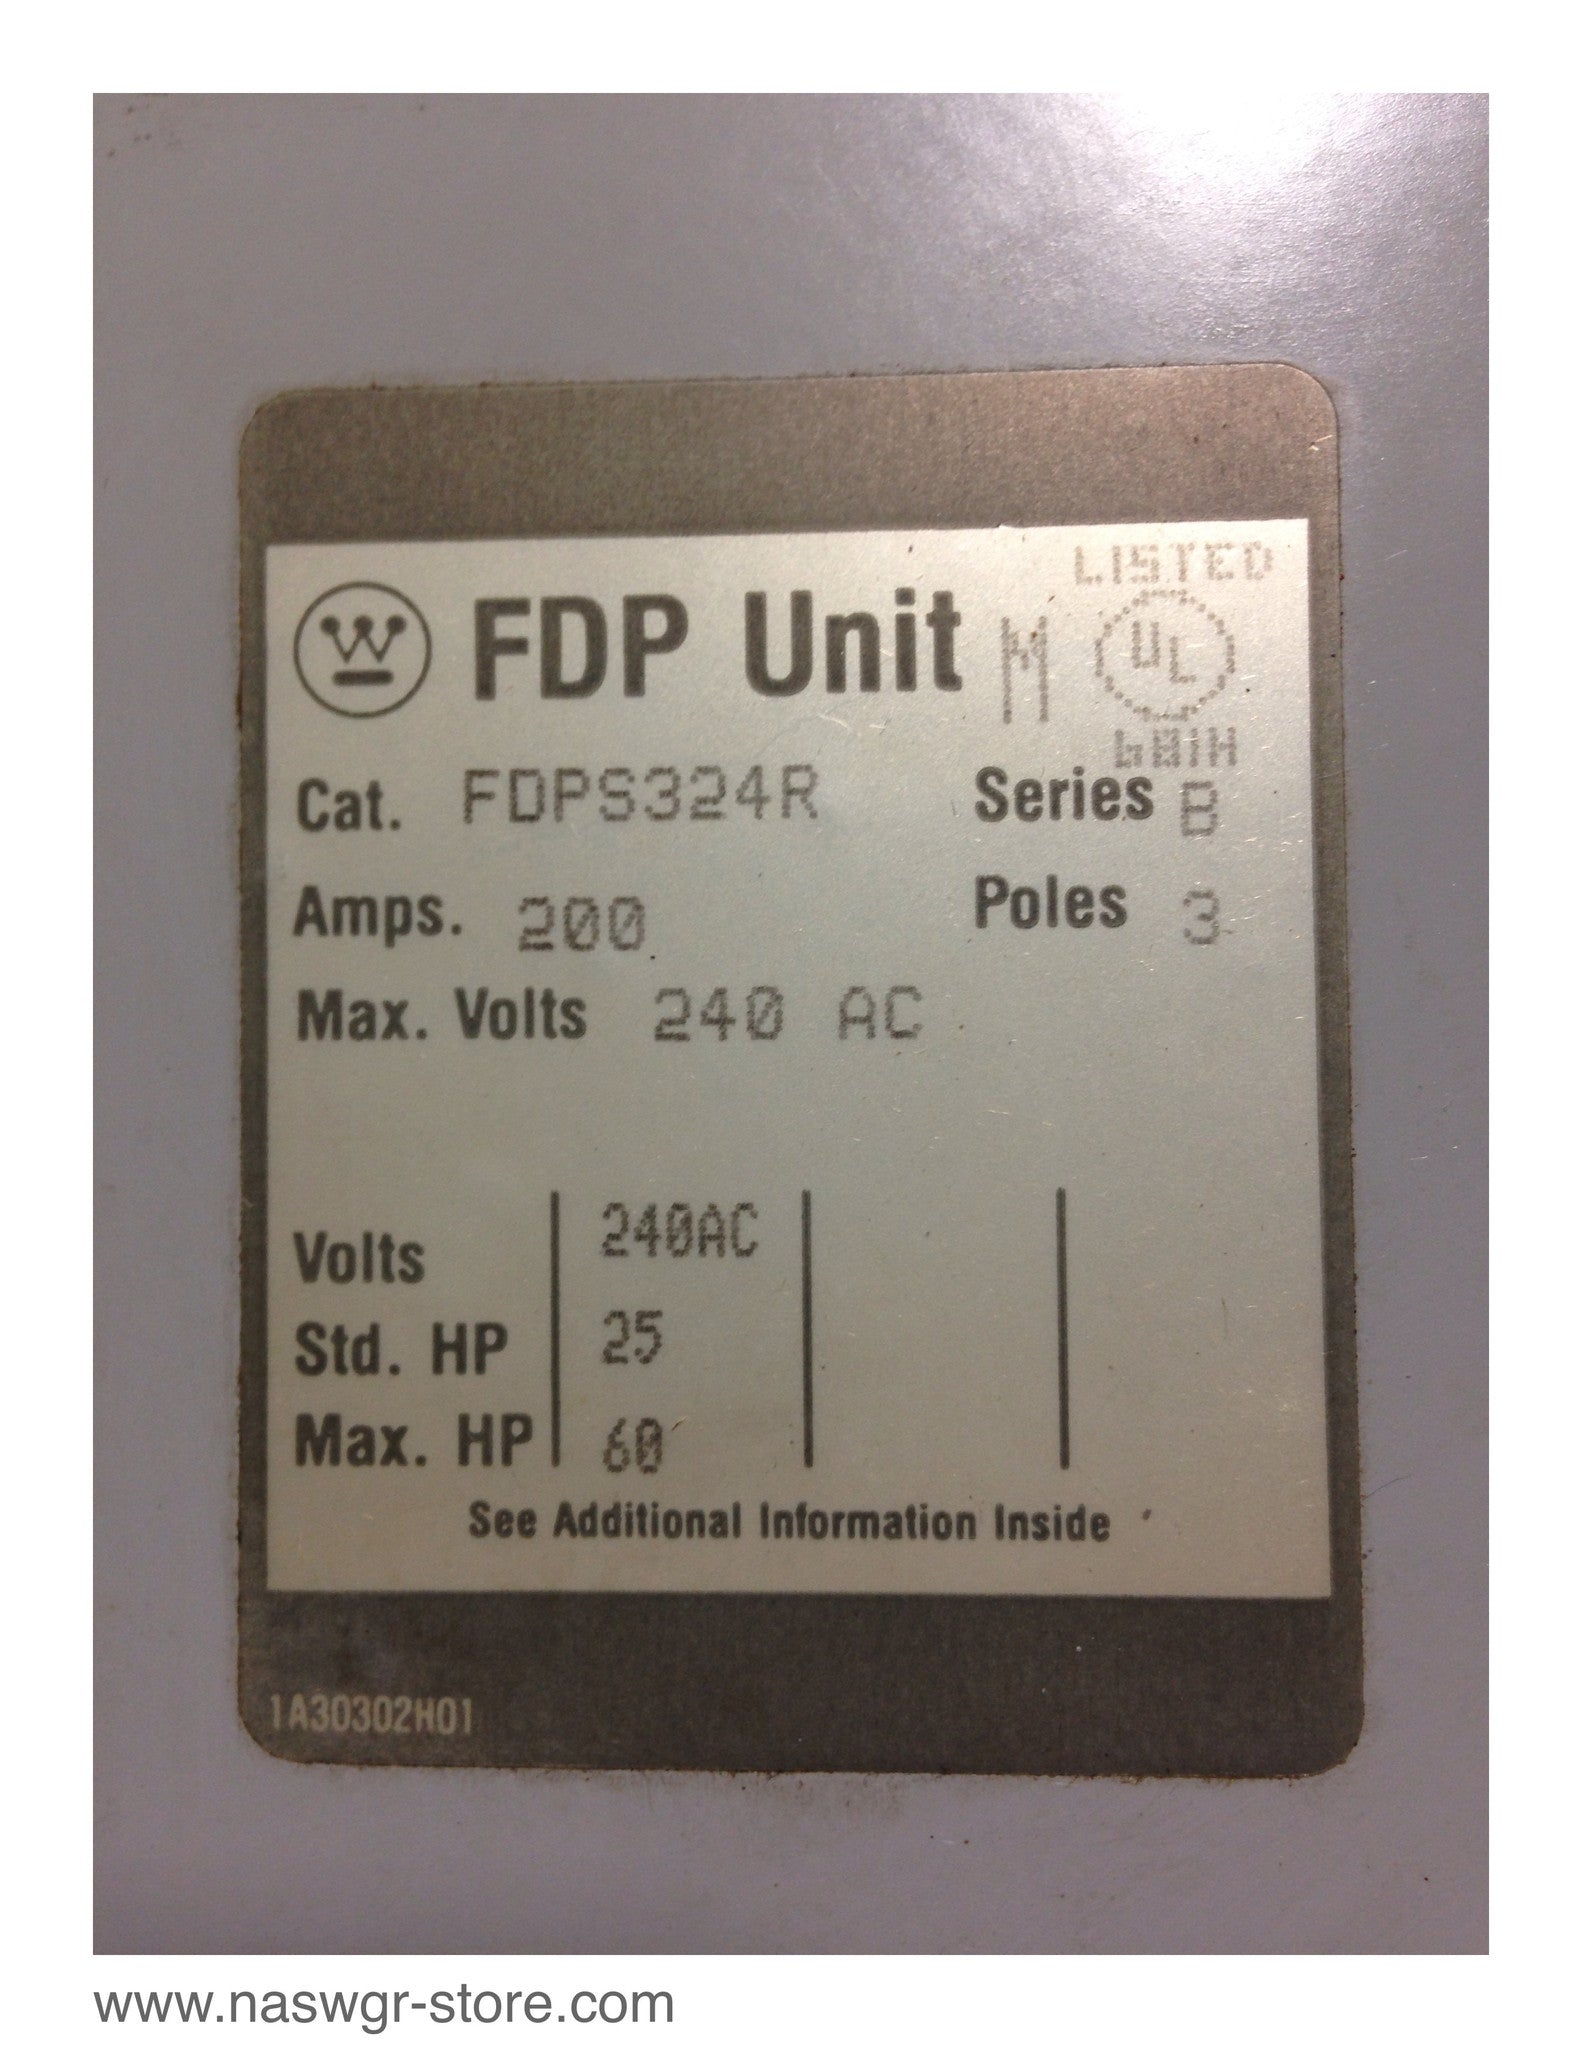 LISTED
W FDP Unit M UL
Cat. FDPS324R Series B
Amps. 200 Poles 3
Max. Volts 240 AC
Volts 240AC
Std. HP 25
Max. HP 60
See Additional Information Inside
1A30302H01
www.naswgr-store.com